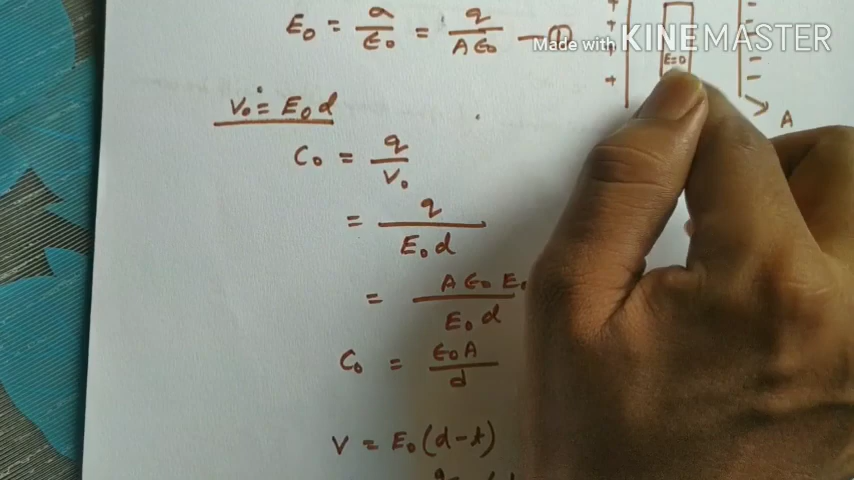 E₀ = σ/ε₀ = q/Aε₀ — ①
Made with KINEMASTER
+ + + +
E=0
- - - -
A
V₀ = E₀d
C₀ = q/V₀
= q/E₀d
= Aε₀E₀/E₀d
C₀ = ε₀A/d
V = E₀(d-t)